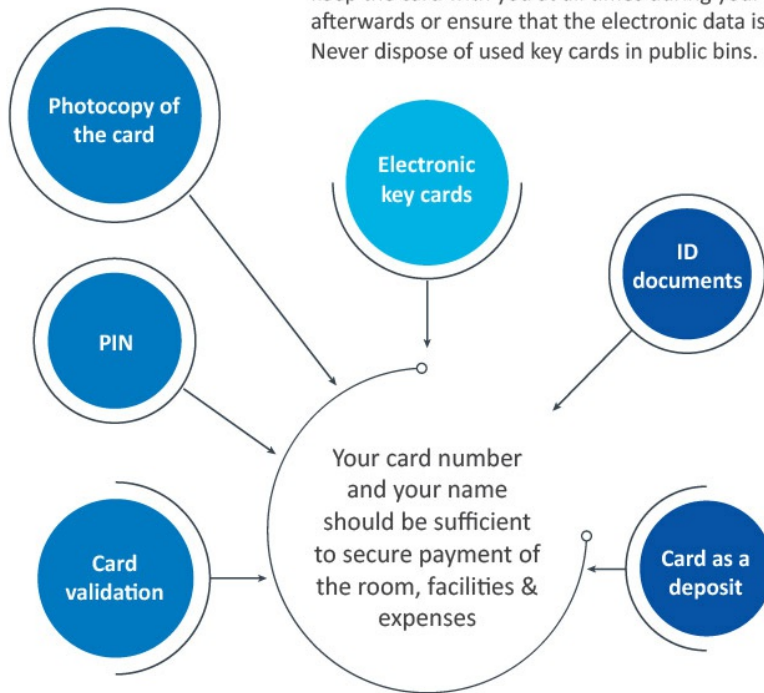 afterwards or ensure that the electronic data is
Never dispose of used key cards in public bins.
Photocopy of
the card
Electronic
key cards
ID
documents
PIN
Your card number
and your name
should be sufficient
to secure payment of
the room, facilities &
expenses
Card
validation
Card as a
deposit